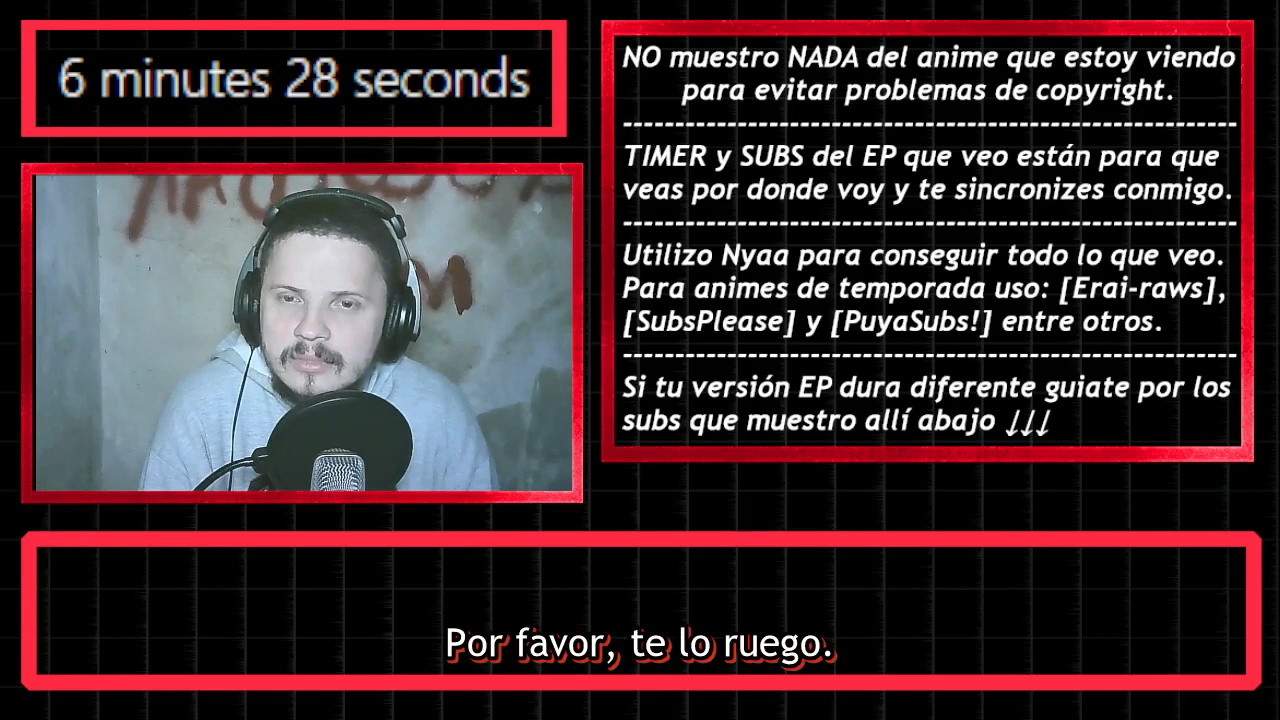 6 minutes 28 seconds
NO muestro NADA del anime que estoy viendo
para evitar problemas de copyright.
------------------------------------------------------------
TIMER y SUBS del EP que veo están para que
veas por donde voy y te sincronizes conmigo.
------------------------------------------------------------
Utilizo Nyaa para conseguir todo lo que veo.
Para animes de temporada uso: [Erai-raws],
[SubsPlease] y [PuyaSubs!] entre otros.
------------------------------------------------------------
Si tu versión EP dura diferente guiate por los
subs que muestro allí abajo ↓↓↓
Por favor, te lo ruego.